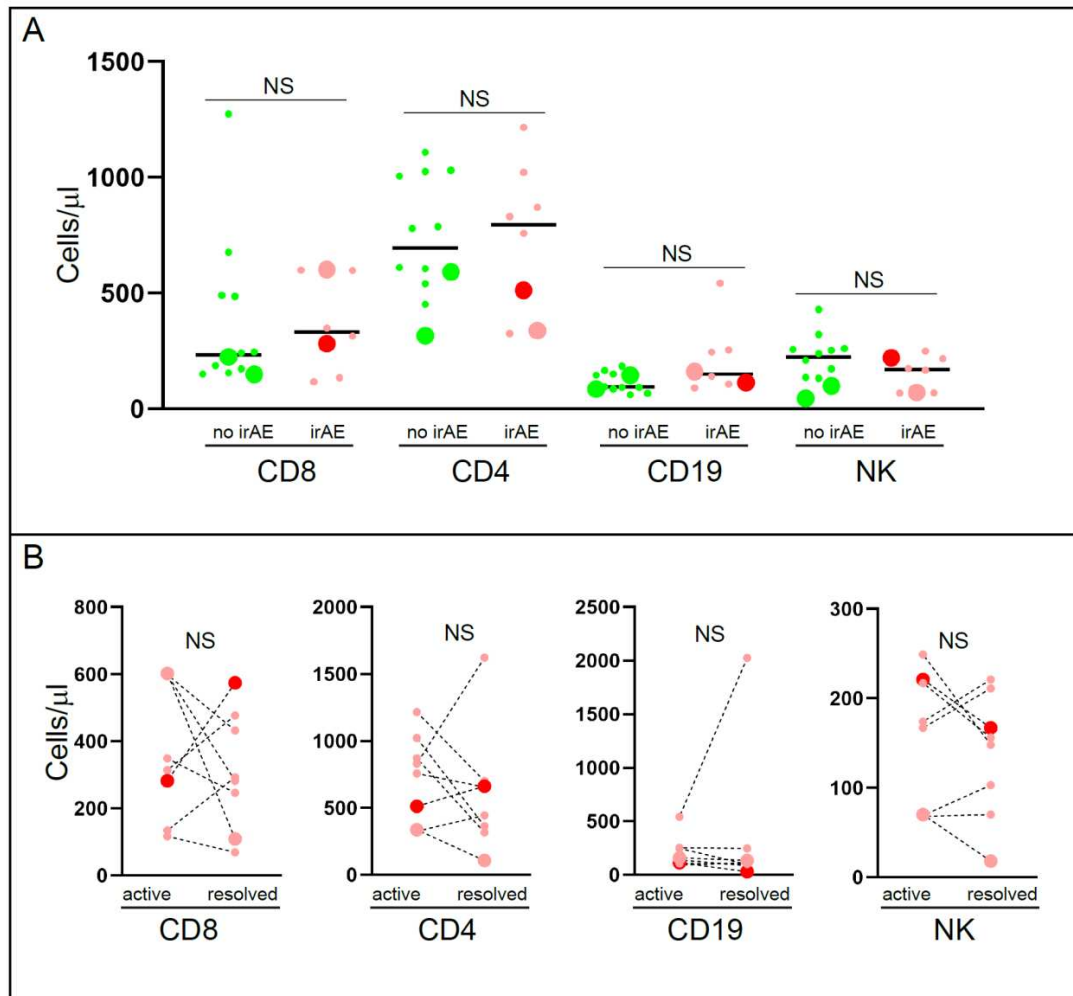 A
1500
1000
500
0
Cells/μl
NS NS NS NS
no irAE irAE no irAE irAE no irAE irAE no irAE irAE
CD8 CD4 CD19 NK
B
Cells/μl
800
600
400
200
0
NS
active resolved
CD8
2000
1500
1000
500
0
NS
active resolved
CD4
2500
2000
1500
1000
500
0
NS
active resolved
CD19
300
200
100
0
NS
active resolved
NK